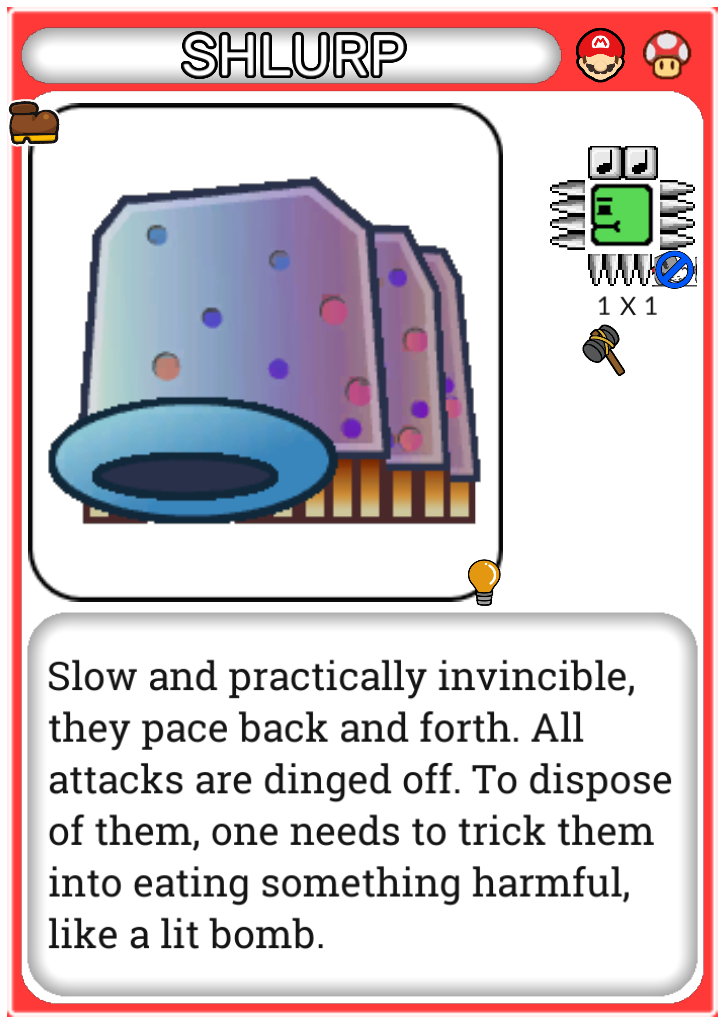 SHLURP
1 X 1
Slow and practically invincible,
they pace back and forth. All
attacks are dinged off. To dispose
of them, one needs to trick them
into eating something harmful,
like a lit bomb.